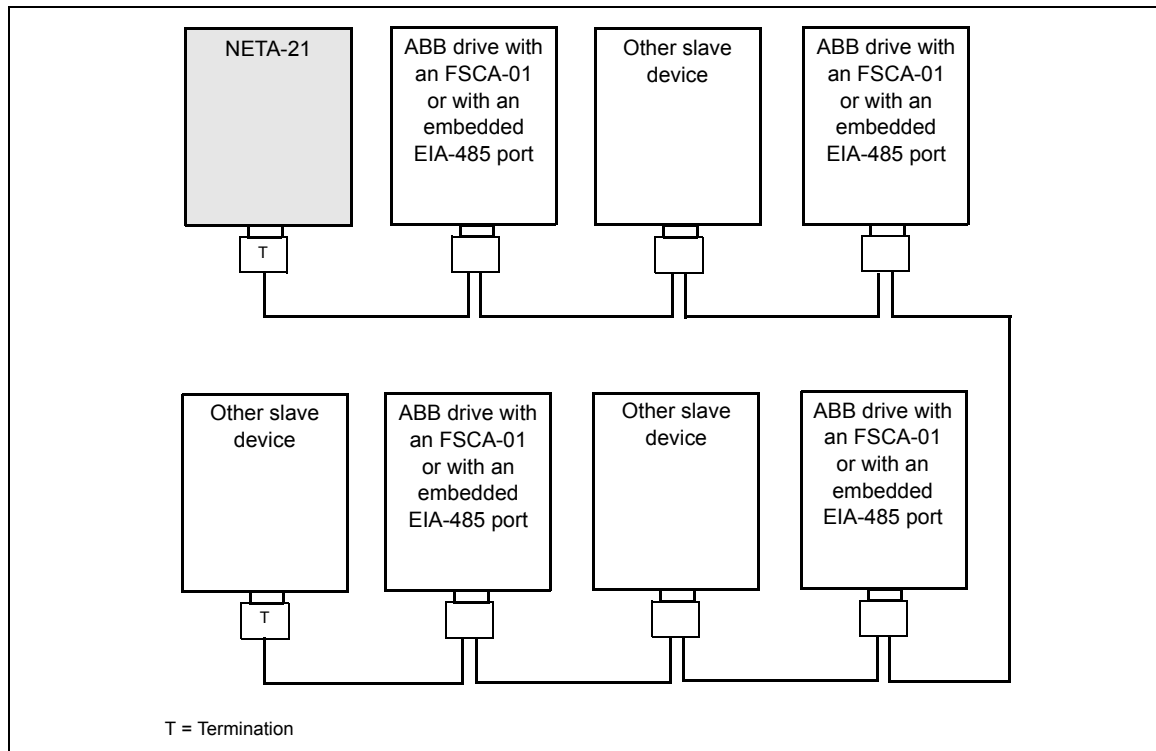 NETA-21
ABB drive with
an FSCA-01
or with an
embedded
EIA-485 port
Other slave
device
ABB drive with
an FSCA-01
or with an
embedded
EIA-485 port
T
Other slave
device
ABB drive with
an FSCA-01
or with an
embedded
EIA-485 port
Other slave
device
ABB drive with
an FSCA-01
or with an
embedded
EIA-485 port
T
T = Termination